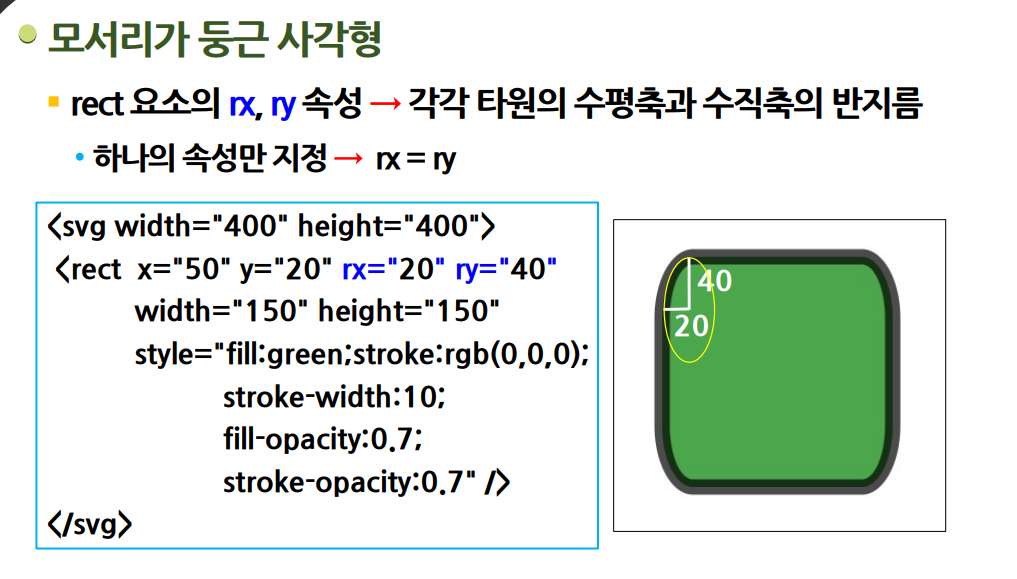 모서리가 둥근 사각형
rect 요소의 rx, ry 속성 → 각각 타원의 수평축과 수직축의 반지름
하나의 속성만 지정 → rx = ry
<svg width="400" height="400">
<rect x="50" y="20" rx="20" ry="40"
width="150" height="150"
style="fill:green;stroke:rgb(0,0,0);
stroke-width:10;
fill-opacity:0.7;
stroke-opacity:0.7" />
</svg>
40
20